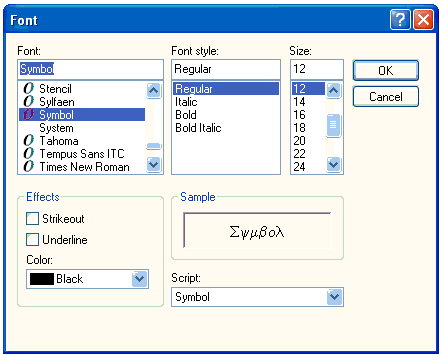 Font
Font:
Font style:
Size:
Symbol
Regular
12
OK
Cancel
Stencil
Sylfaen
Symbol
System
Tahoma
Tempus Sans ITC
Times New Roman
Regular
Italic
Bold
Bold Italic
12
14
16
18
20
22
24
Effects
Strikeout
Underline
Color:
Black
Sample
Σψμβολ
Script:
Symbol